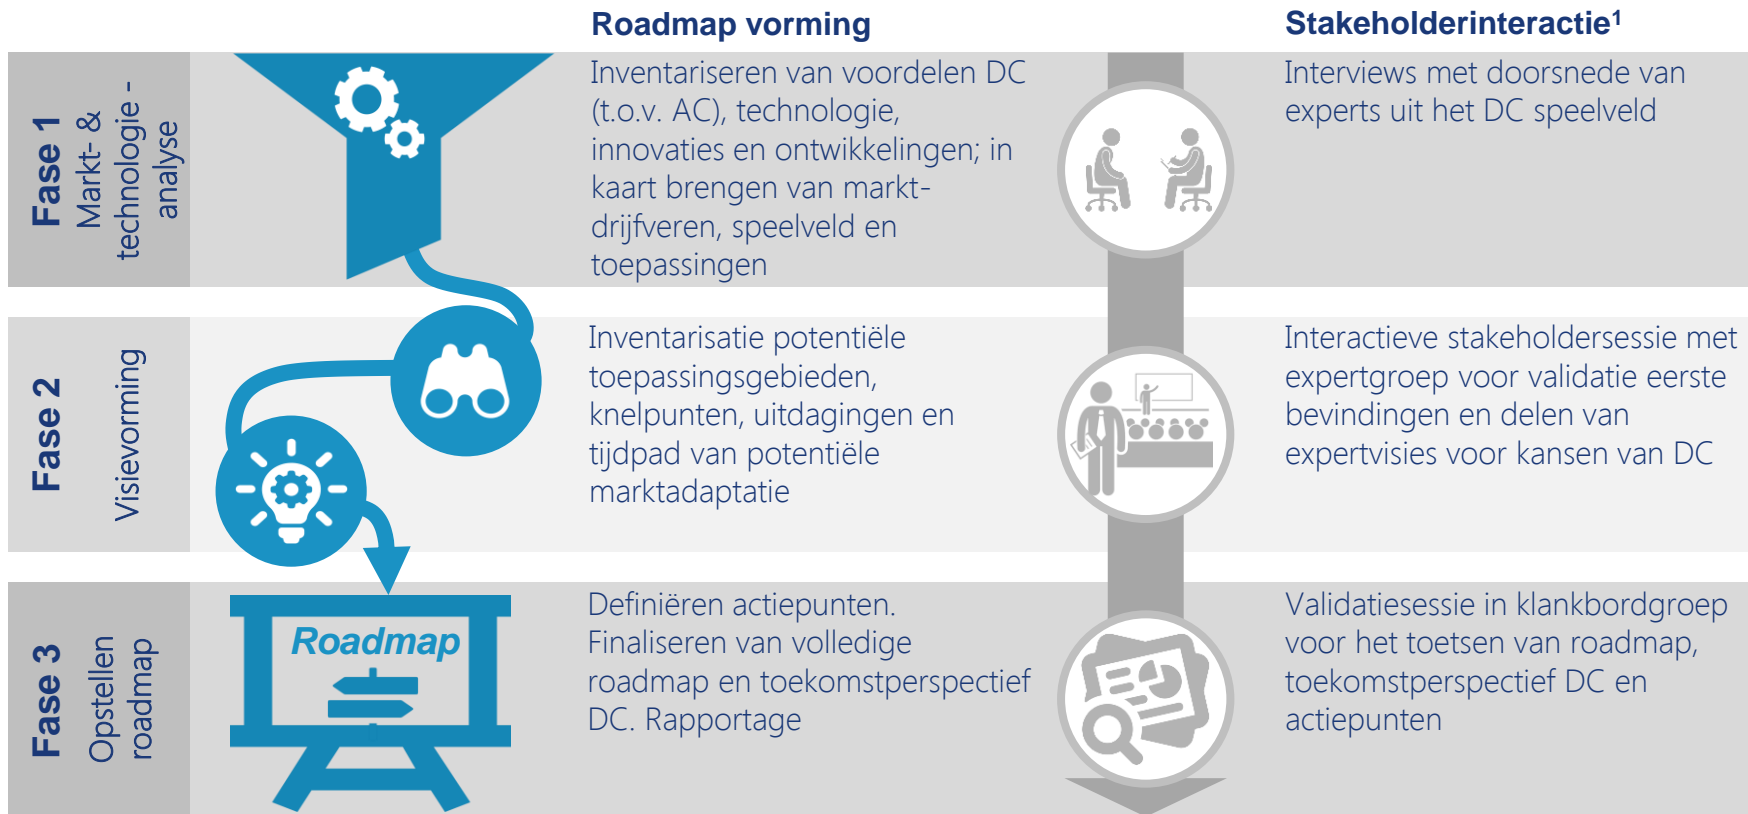 Roadmap vorming
Stakeholderinteractie¹
Fase 1
Markt- &
technologie -
analyse
Inventariseren van voordelen DC
(t.o.v. AC), technologie,
innovaties en ontwikkelingen; in
kaart brengen van markt-
drijfveren, speelveld en
toepassingen
Interviews met doorsnede van
experts uit het DC speelveld
Fase 2
Visievorming
Inventarisatie potentiële
toepassingsgebieden,
knelpunten, uitdagingen en
tijdpad van potentiële
marktadaptatie
Interactieve stakeholdersessie met
expertgroep voor validatie eerste
bevindingen en delen van
expertvisies voor kansen van DC
Fase 3
Opstellen
roadmap
Roadmap
Definiëren actiepunten.
Finaliseren van volledige
roadmap en toekomstperspectief
DC. Rapportage
Validatiesessie in klankbordgroep
voor het toetsen van roadmap,
toekomstperspectief DC en
actiepunten